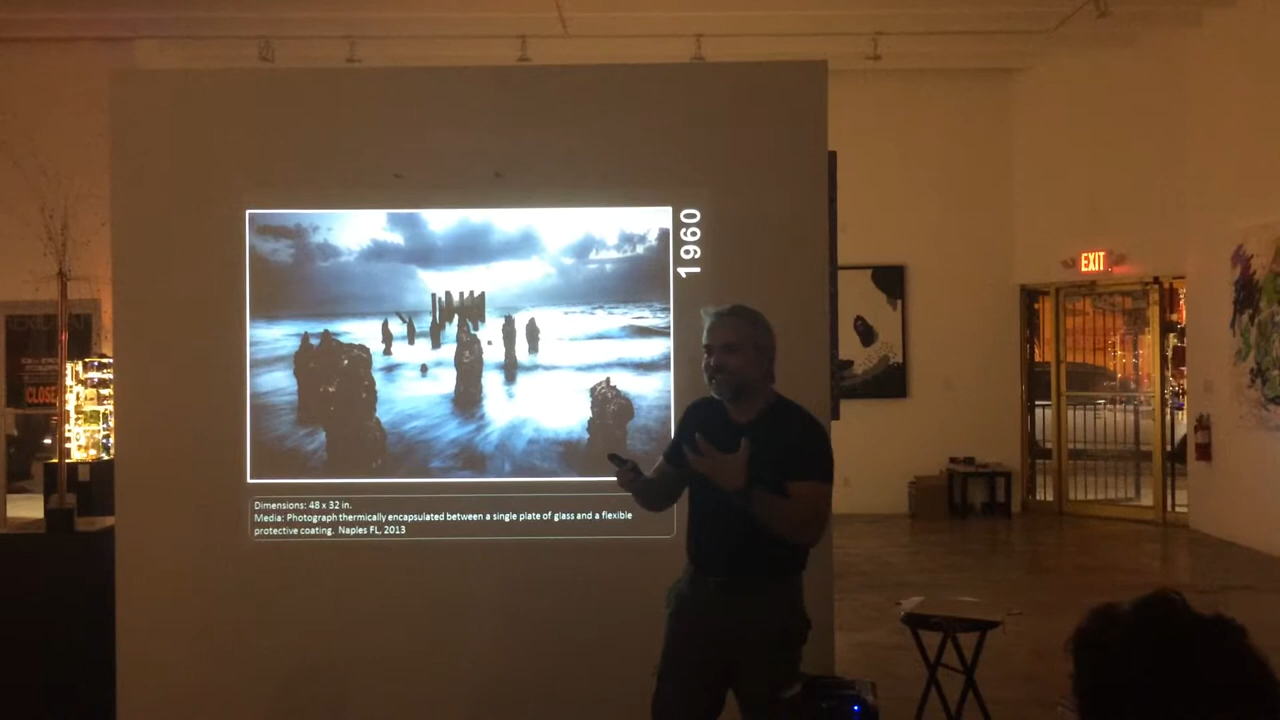 1960
EXIT
CLOSE
Dimensions: 48 x 32 in.
Media: Photograph thermically encapsulated between a single plate of glass and a flexible
protective coating. Naples FL, 2013